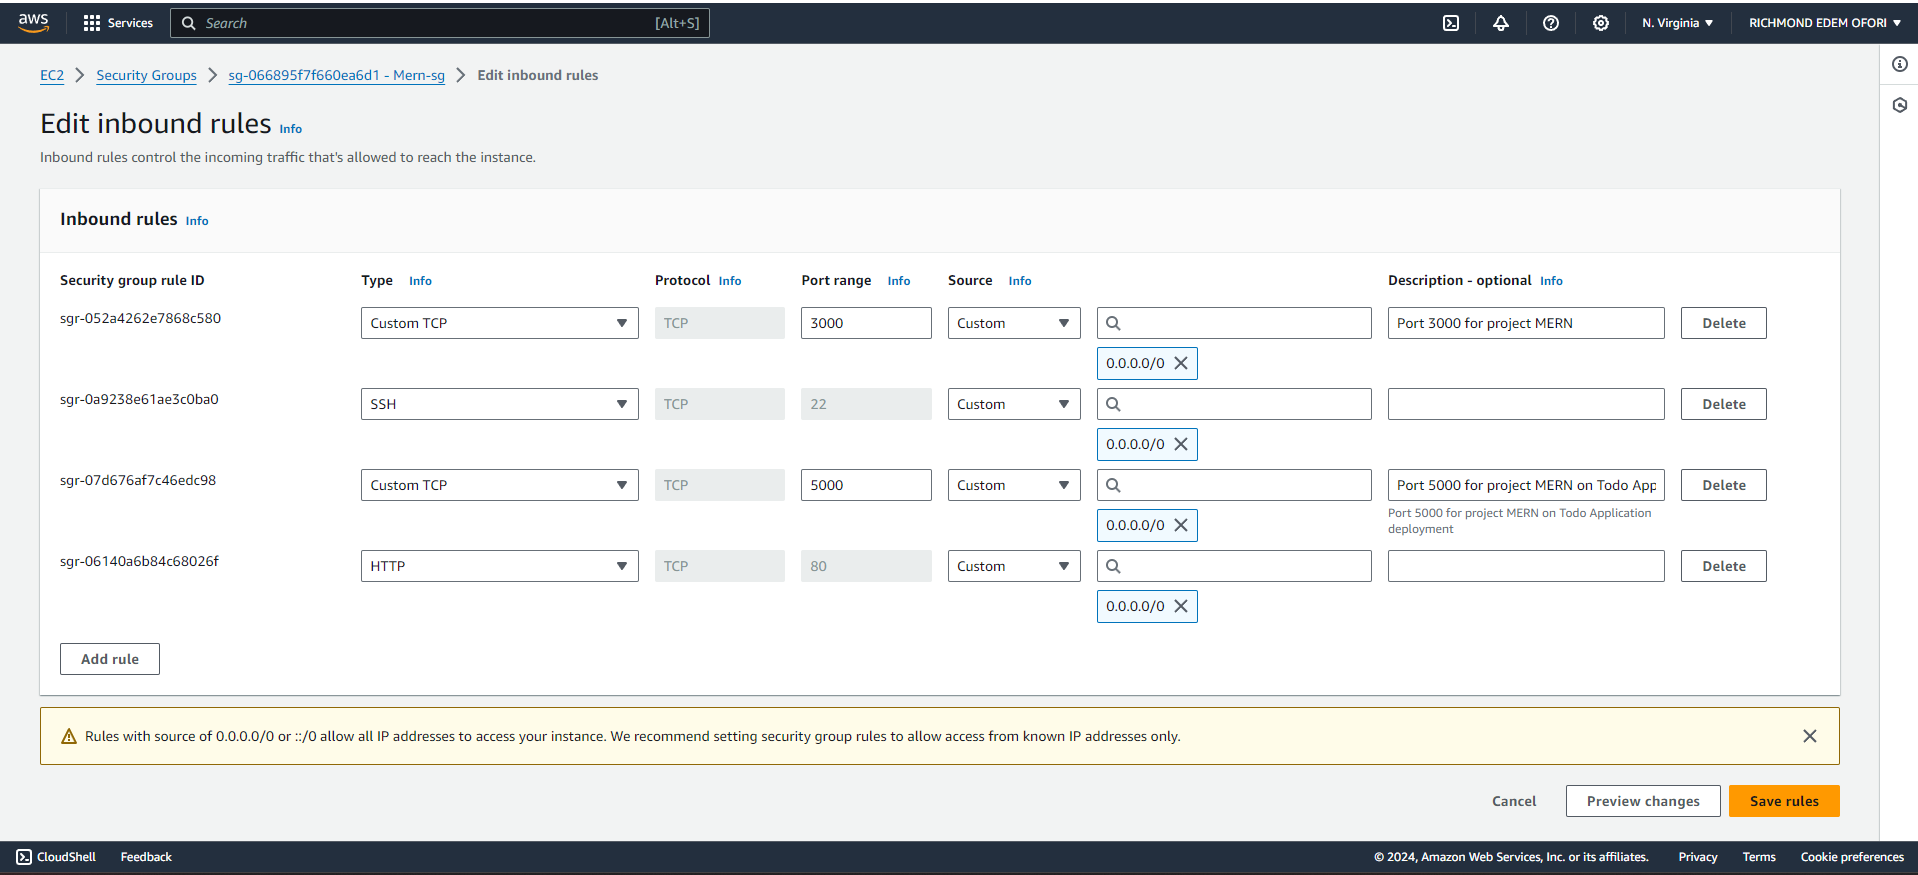 aws Services Search [Alt+S] N. Virginia RICHMOND EDEM OFORI
EC2 Security Groups sg-066895f7f660ea6d1 - Mern-sg Edit inbound rules
Edit inbound rules Info
Inbound rules control the incoming traffic that's allowed to reach the instance.
Inbound rules Info
Security group rule ID Type Info Protocol Info Port range Info Source Info Description - optional Info
sgr-052a4262e7868c580 Custom TCP TCP 3000 Custom Port 3000 for project MERN Delete
0.0.0.0/0
sgr-0a9238e61ae3c0ba0 SSH TCP 22 Custom Delete
0.0.0.0/0
sgr-07d676af7c46edc98 Custom TCP TCP 5000 Custom Port 5000 for project MERN on Todo App Delete
0.0.0.0/0 Port 5000 for project MERN on Todo Application
deployment
sgr-06140a6b84c68026f HTTP TCP 80 Custom Delete
0.0.0.0/0
Add rule
Rules with source of 0.0.0.0/0 or ::/0 allow all IP addresses to access your instance. We recommend setting security group rules to allow access from known IP addresses only.
Cancel Preview changes Save rules
CloudShell Feedback © 2024, Amazon Web Services, Inc. or its affiliates. Privacy Terms Cookie preferences